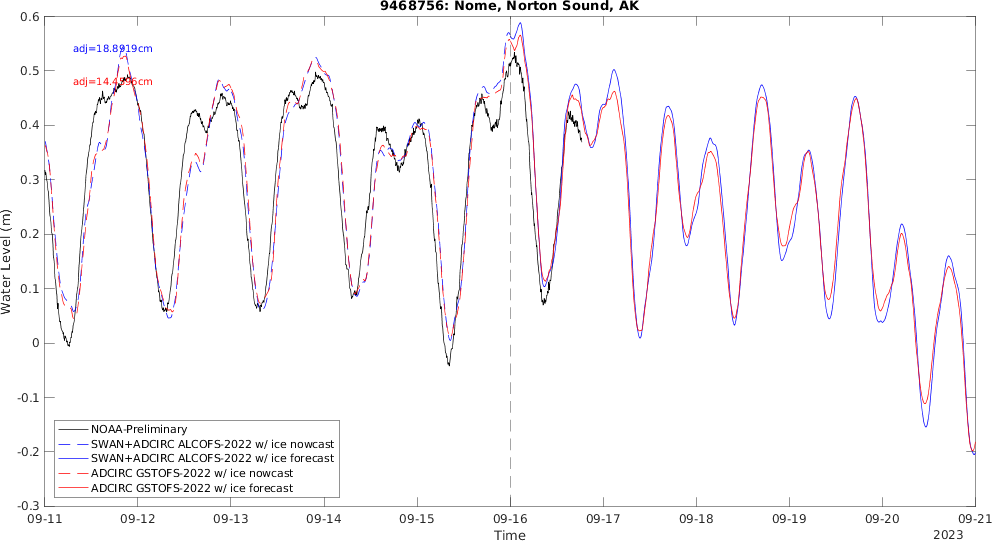 9468756: Nome, Norton Sound, AK
adj=18.8919cm
Water Level (m)
0.6
0.5
0.4
0.3
0.2
0.1
0
-0.1
-0.2
-0.3
NOAA-Preliminary
SWAN+ADCIRC ALCOFS-2022 w/ ice nowcast
SWAN+ADCIRC ALCOFS-2022 w/ ice forecast
ADCIRC GSTOFS-2022 w/ ice nowcast
ADCIRC GSTOFS-2022 w/ ice forecast
09-11 09-12 09-13 09-14 09-15 09-16 09-17 09-18 09-19 09-20 09-21
Time
2023